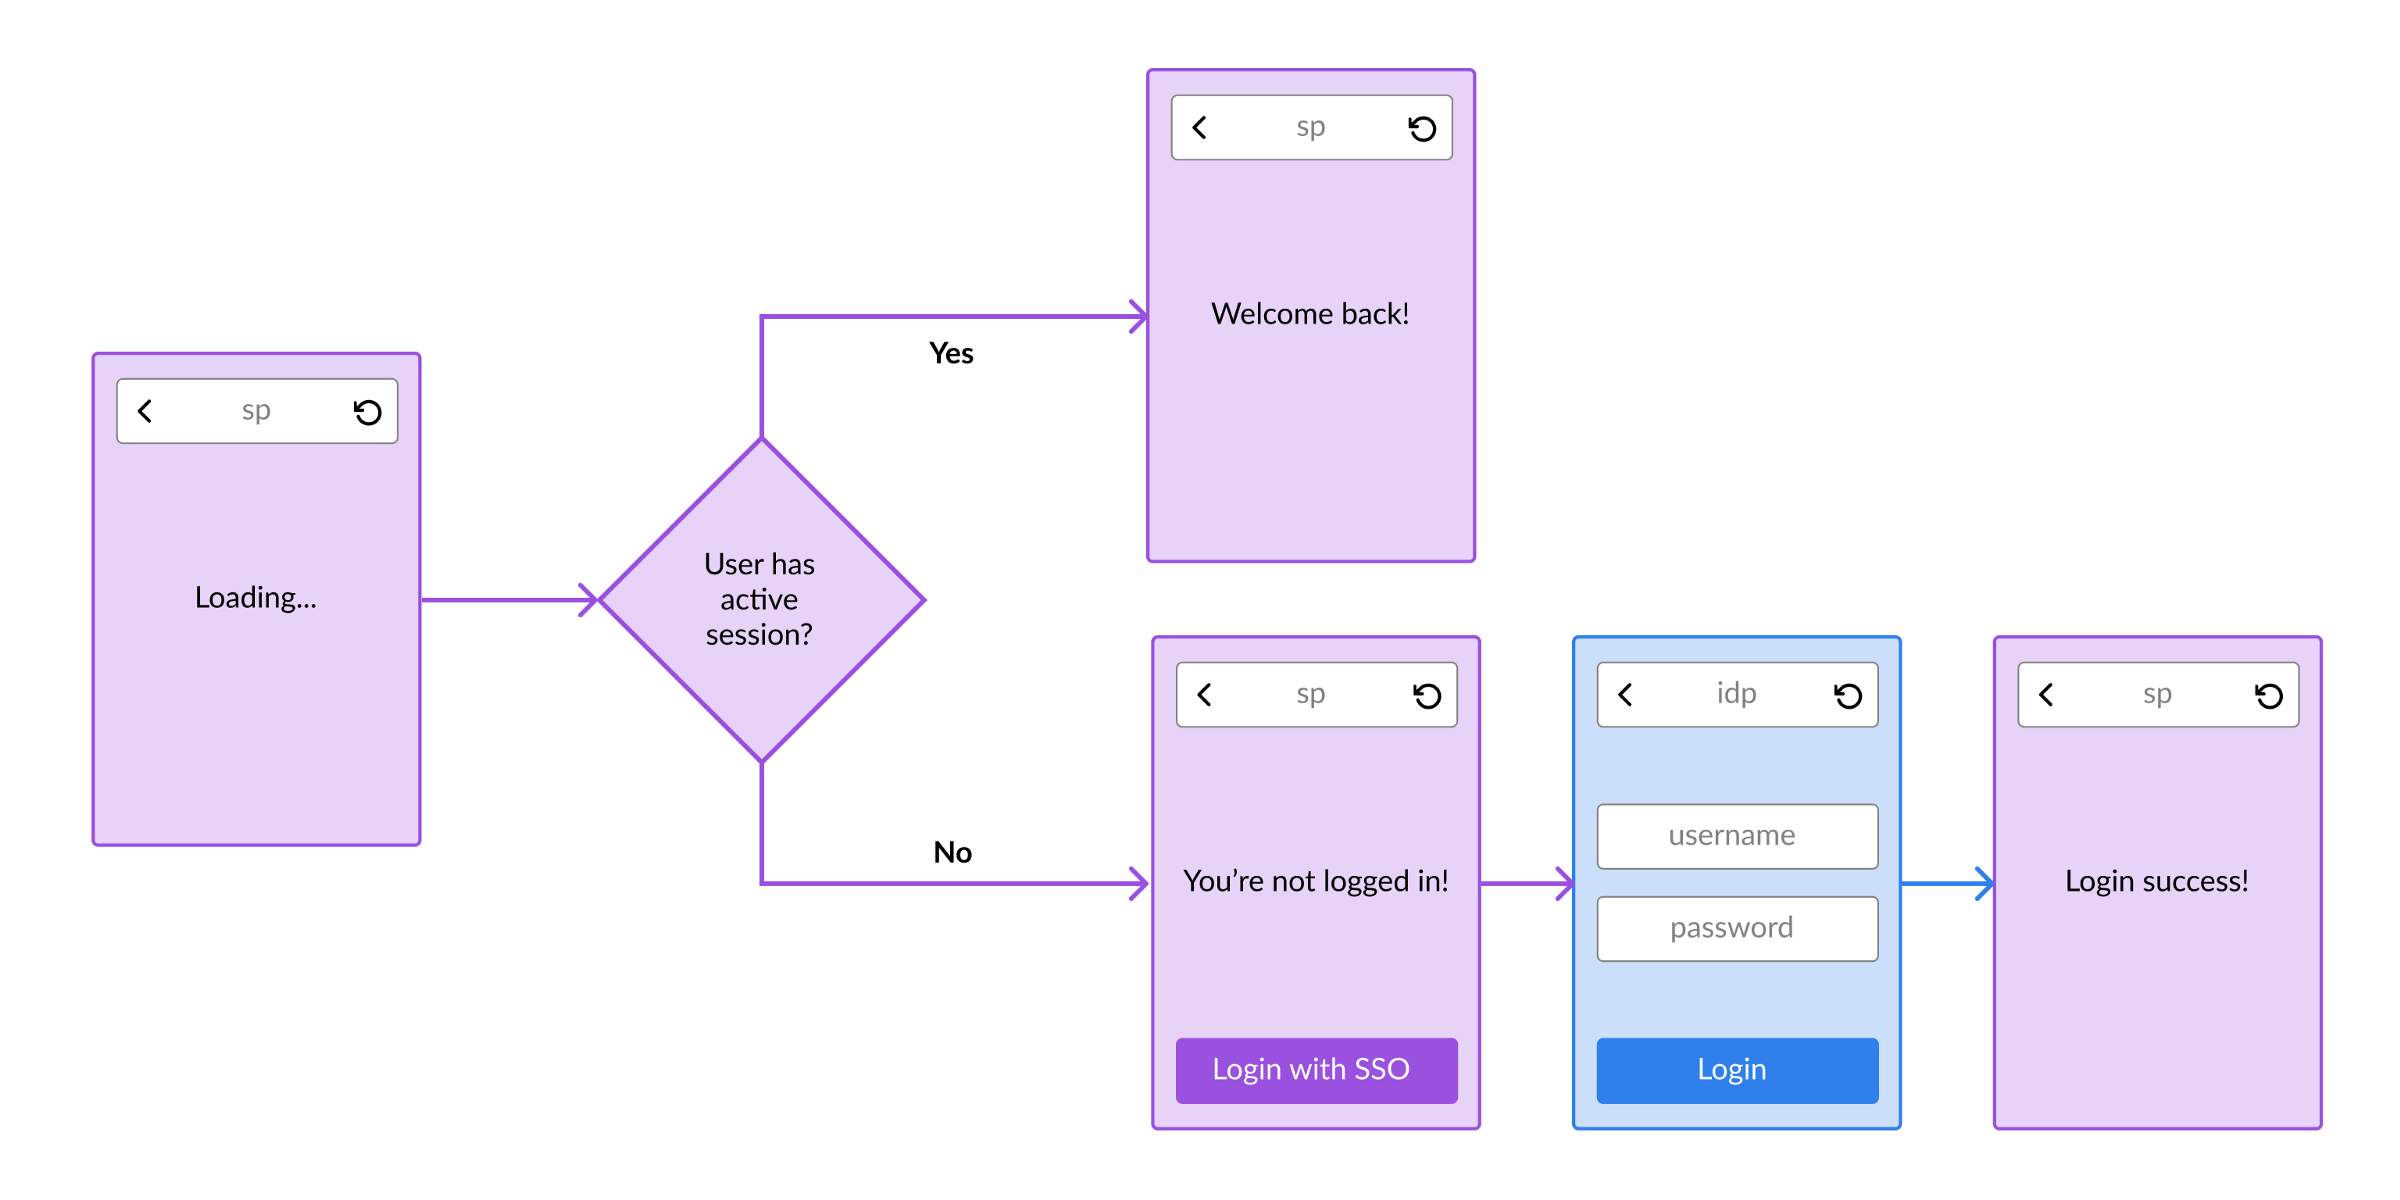 sp
Loading...
User has
active
session?
Yes
sp
Welcome back!
No
sp
You’re not logged in!
Login with SSO
idp
username
password
Login
sp
Login success!